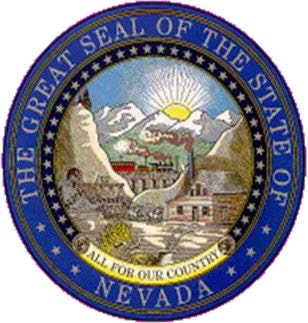 THE GREAT SEAL OF THE STATE OF
NEVADA
ALL FOR OUR COUNTRY